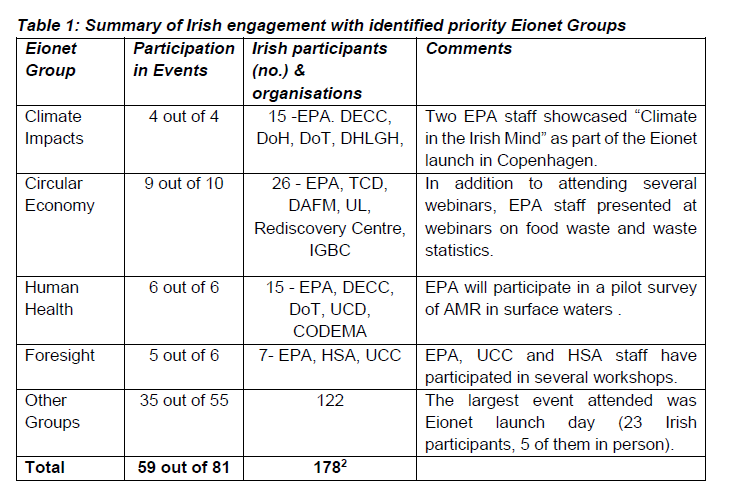 Table 1: Summary of Irish engagement with identified priority Eionet Groups
Eionet Group
Participation in Events
Irish participants (no.) & organisations
Comments
Climate Impacts
4 out of 4
15 -EPA. DECC, DoH, DoT, DHLGH,
Two EPA staff showcased “Climate in the Irish Mind” as part of the Eionet launch in Copenhagen.
Circular Economy
9 out of 10
26 - EPA, TCD, DAFM, UL, Rediscovery Centre, IGBC
In addition to attending several webinars, EPA staff presented at webinars on food waste and waste statistics.
Human Health
6 out of 6
15 - EPA, DECC, DoT, UCD, CODEMA
EPA will participate in a pilot survey of AMR in surface waters .
Foresight
5 out of 6
7- EPA, HSA, UCC
EPA, UCC and HSA staff have participated in several workshops.
Other Groups
35 out of 55
122
The largest event attended was Eionet launch day (23 Irish participants, 5 of them in person).
Total
59 out of 81
178²